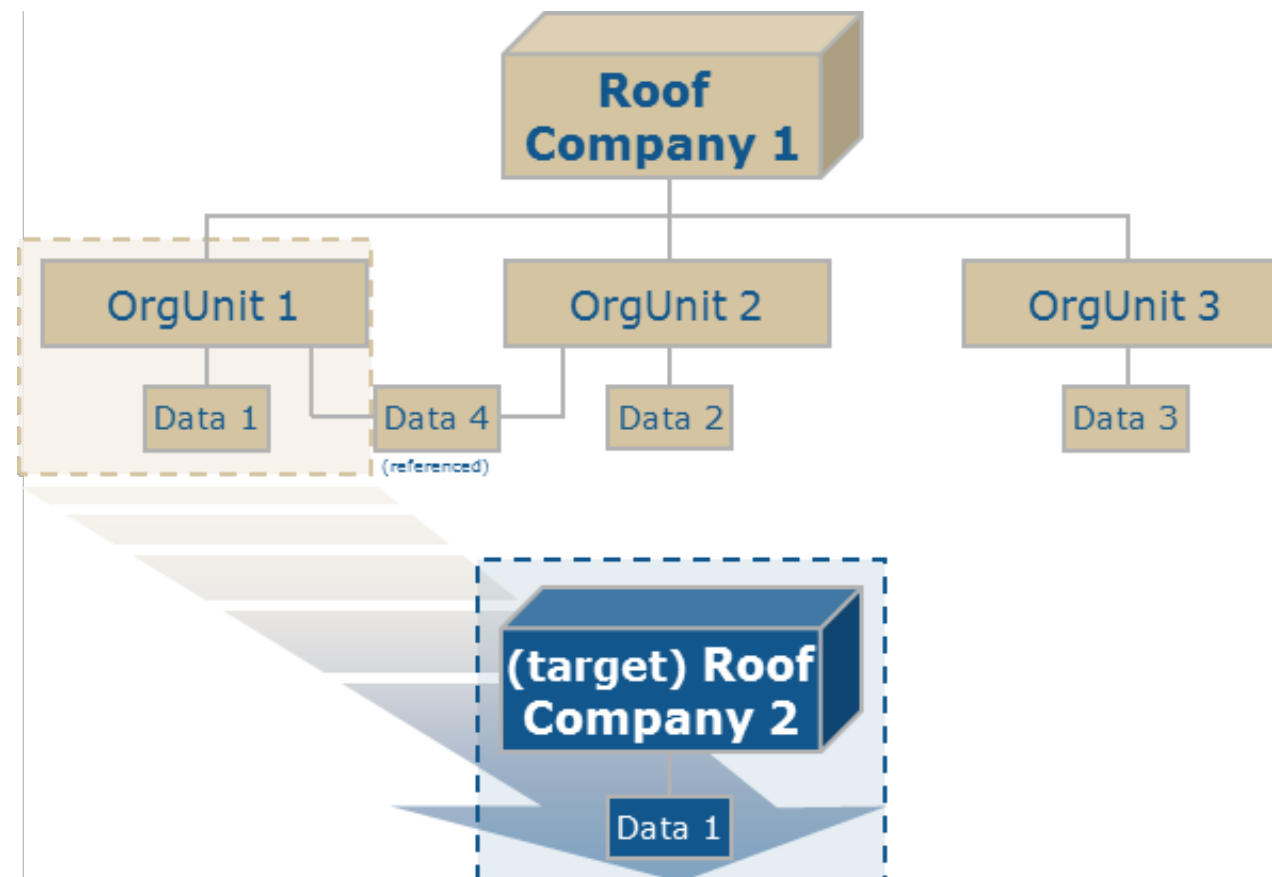 Roof
Company 1
OrgUnit 1
OrgUnit 2
OrgUnit 3
Data 1
Data 4
Data 2
Data 3
(referenced)
(target) Roof
Company 2
Data 1